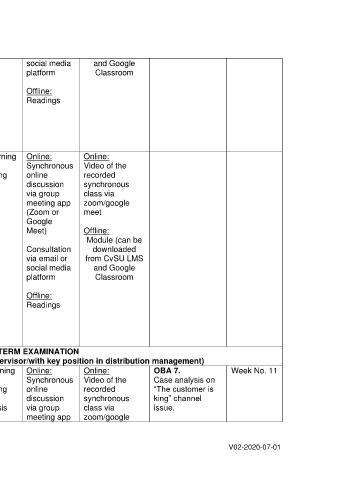 social media
platform
Offline:
Readings
and Google
Classroom
rning
ng
Online:
Synchronous
online
discussion
via group
meeting app
(Zoom or
Google
Meet)
Consultation
via email or
social media
platform
Offline:
Readings
Online:
Video of the
recorded
synchronous
class via
zoom/google
meet
Offline:
Module (can be
downloaded
from CvSU LMS
and Google
Classroom
TERM EXAMINATION
ervisor/with key position in distribution management)
ning
ng
sis
Online:
Synchronous
online
discussion
via group
meeting app
Online:
Video of the
recorded
synchronous
class via
zoom/google
OBA 7.
Case analysis on
“The customer is
king” channel
issue.
Week No. 11
V02-2020-07-01